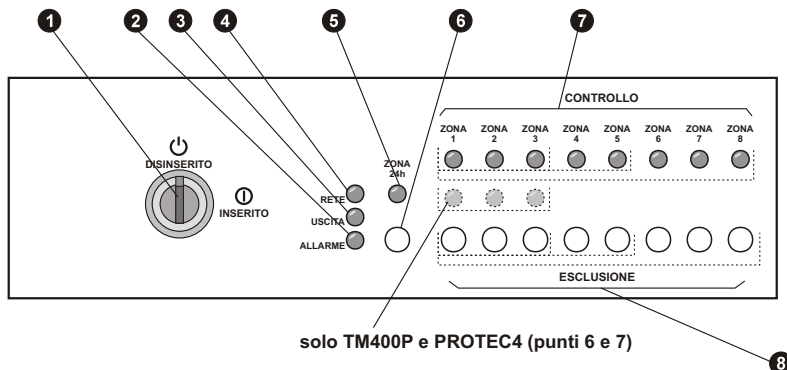 1 2 3 4 5 6 7
CONTROLLO
ZONA 1 ZONA 2 ZONA 3 ZONA 4 ZONA 5 ZONA 6 ZONA 7 ZONA 8
DISINSERITO
INSERITO
ZONA
24h
RETE
USCITA
ALLARME
ESCLUSIONE
solo TM400P e PROTEC4 (punti 6 e 7)
8